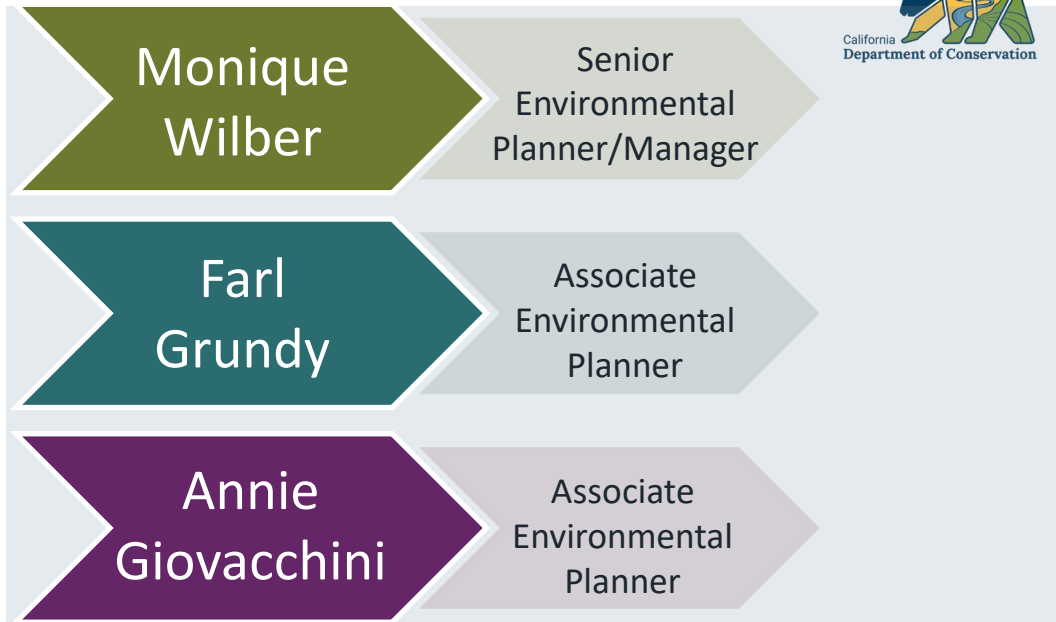 Monique
Wilber
Senior
Environmental
Planner/Manager
California
Department of Conservation
Farl
Grundy
Associate
Environmental
Planner
Annie
Giovacchini
Associate
Environmental
Planner